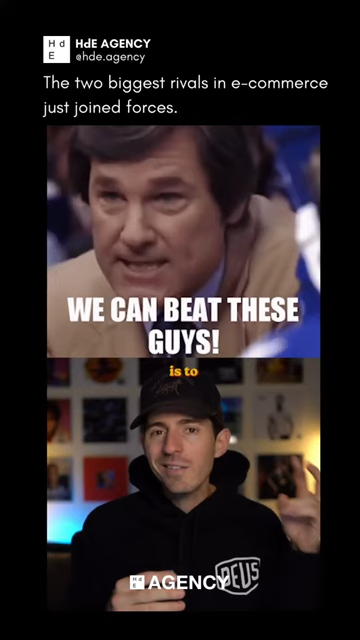 H d
E
HdE AGENCY
@hde.agency
The two biggest rivals in e-commerce
just joined forces.
WE CAN BEAT THESE
GUYS!
is to
AGENCY
DEUS